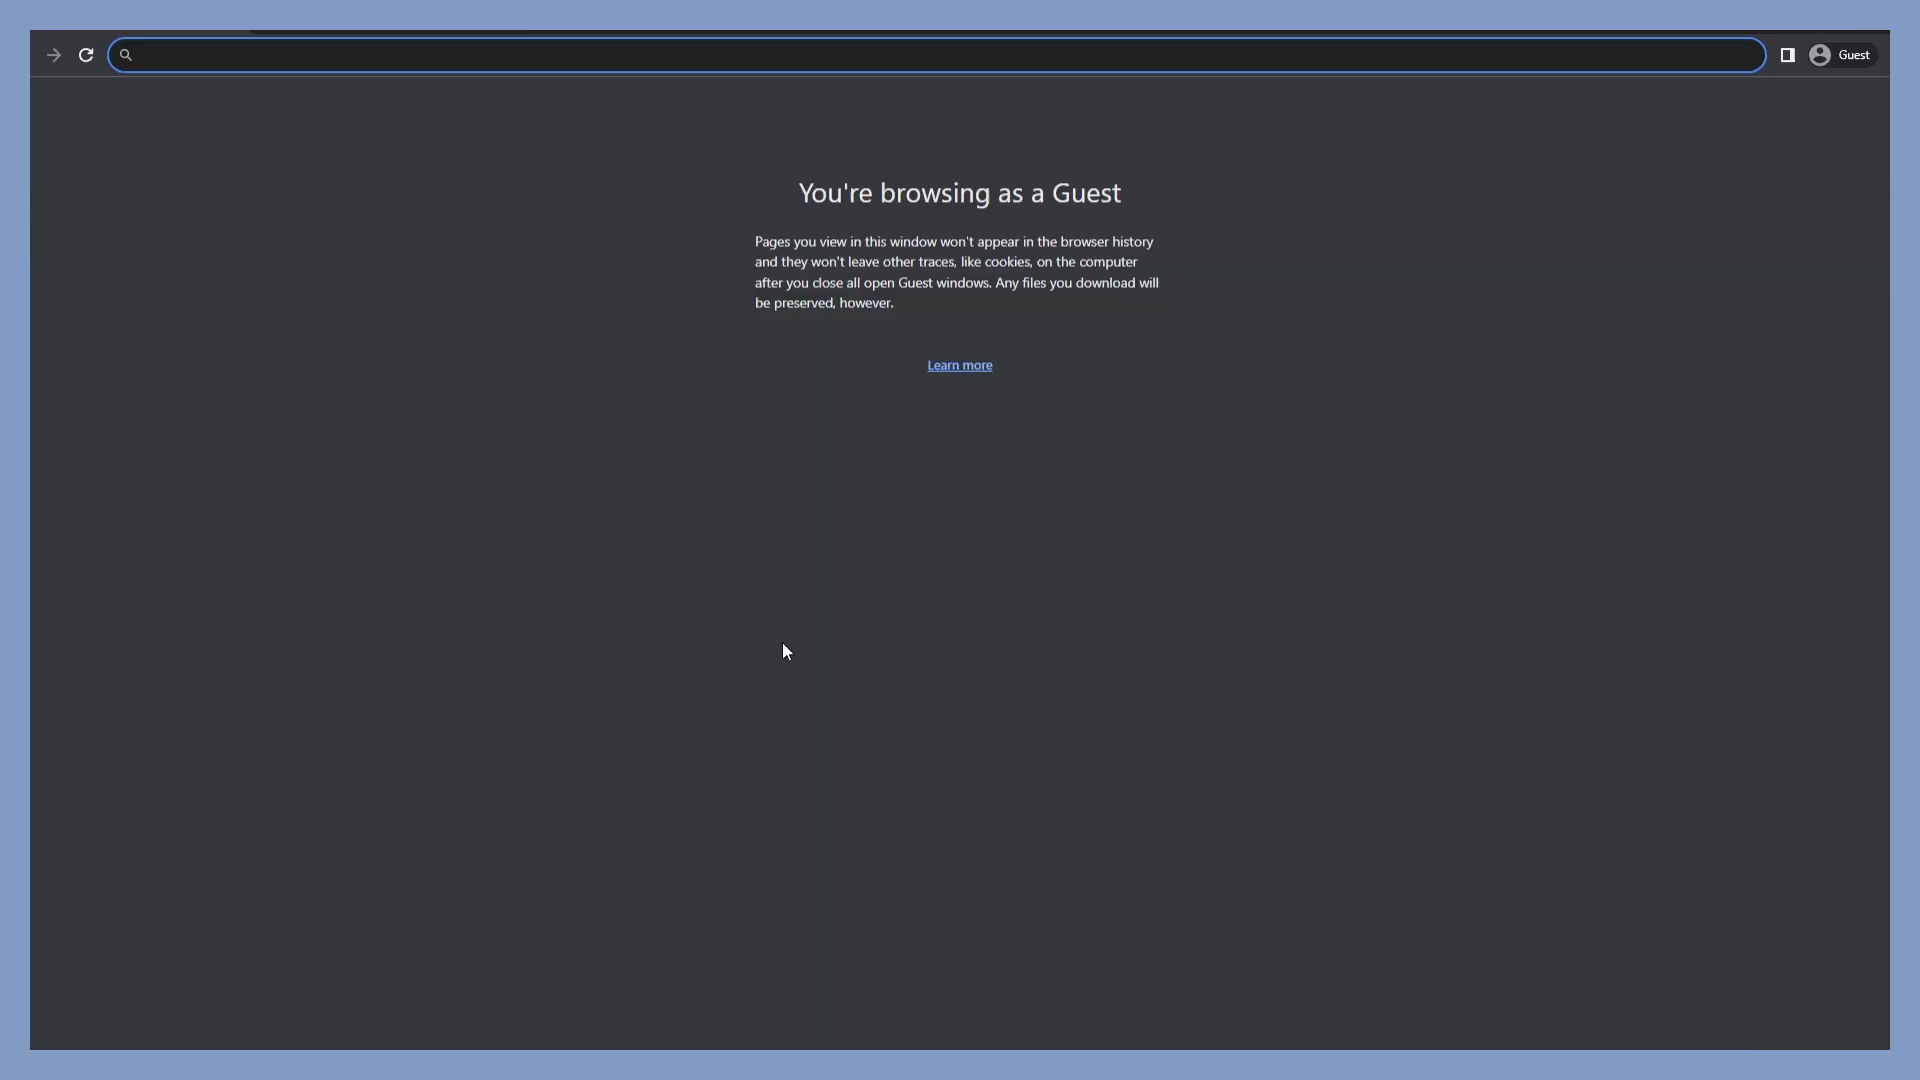 Guest
You're browsing as a Guest
Pages you view in this window won't appear in the browser history
and they won't leave other traces, like cookies, on the computer
after you close all open Guest windows. Any files you download will
be preserved, however.
Learn more